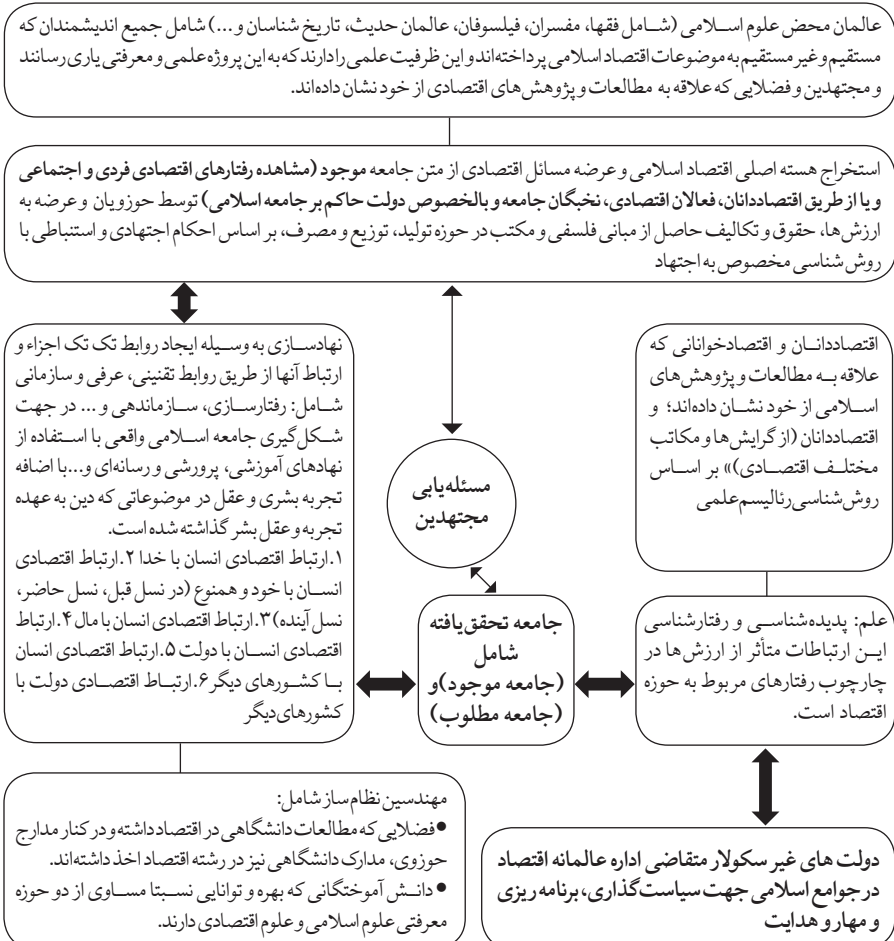 عالمان محض علوم اسلامی (شامل فقها، مفسران، فیلسوفان، عالمان حدیث، تاریخ شناسان و ...) شامل جمیع اندیشمندان که
مستقیم و غیر مستقیم به موضوعات اقتصاد اسلامی پرداخته‌اند و این ظرفیت علمی را دارند که به این پروژه علمی و معرفتی یاری رسانند
و مجتهدین و فضلایی که علاقه به مطالعات و پژوهش‌های اقتصادی از خود نشان داده‌اند.
استخراج هسته اصلی اقتصاد اسلامی و عرضه مسائل اقتصادی از متن جامعه موجود (مشاهده رفتارهای اقتصادی فردی و اجتماعی
و یا از طریق اقتصاددانان، فعالان اقتصادی، نخبگان جامعه و بالخصوص دولت حاکم بر جامعه اسلامی) توسط حوزویان و عرضه به
ارزش‌ها، حقوق و تکالیف حاصل از مبانی فلسفی و مکتب در حوزه تولید، توزیع و مصرف، بر اساس احکام اجتهادی و استنباطی با
روش شناسی مخصوص به اجتهاد
اقتصاددانان و اقتصادخوانانی که
علاقه به مطالعات و پژوهش‌های
اسلامی از خود نشان داده‌اند؛ و
اقتصاددانان (از گرایش‌ها و مکاتب
مختلف اقتصادی)» بر اساس
روش‌شناسی رئالیسم علمی
مسئله‌یابی
مجتهدین
نهادسازی به وسیله ایجاد روابط تک تک اجزاء و
ارتباط آنها از طریق روابط تقنینی، عرفی و سازمانی
شامل: رفتارسازی، سازماندهی و ... در جهت
شکل‌گیری جامعه اسلامی واقعی با استفاده از
نهادهای آموزشی، پرورشی و رسانه‌ای و...با اضافه
تجربه بشری و عقل در موضوعاتی که دین به عهده
تجربه و عقل بشر گذاشته شده است.
۱.ارتباط اقتصادی انسان با خدا ۲.ارتباط اقتصادی
انسان با خود و همنوع (در نسل قبل، نسل حاضر،
نسل آینده) ۳.ارتباط اقتصادی انسان با مال ۴.ارتباط
اقتصادی انسان با دولت ۵.ارتباط اقتصادی انسان
با کشورهای دیگر ۶.ارتباط اقتصادی دولت با
کشورهای دیگر
علم: پدیده‌شناسی و رفتارشناسی
این ارتباطات متأثر از ارزش‌ها در
چارچوب رفتارهای مربوط به حوزه
اقتصاد است.
جامعه تحقق‌یافته
شامل
(جامعه موجود) و
(جامعه مطلوب)
دولت های غیر سکولار متقاضی اداره عالمانه اقتصاد
در جوامع اسلامی جهت سیاست‌گذاری، برنامه ریزی
و مهار و هدایت
مهندسین نظام‌ساز شامل:
● فضلایی که مطالعات دانشگاهی در اقتصاد داشته و در کنار مدارج
حوزوی، مدارک دانشگاهی نیز در رشته اقتصاد اخذ داشته‌اند.
● دانش آموختگانی که بهره و توانایی نسبتا مساوی از دو حوزه
معرفتی علوم اسلامی و علوم اقتصادی دارند.